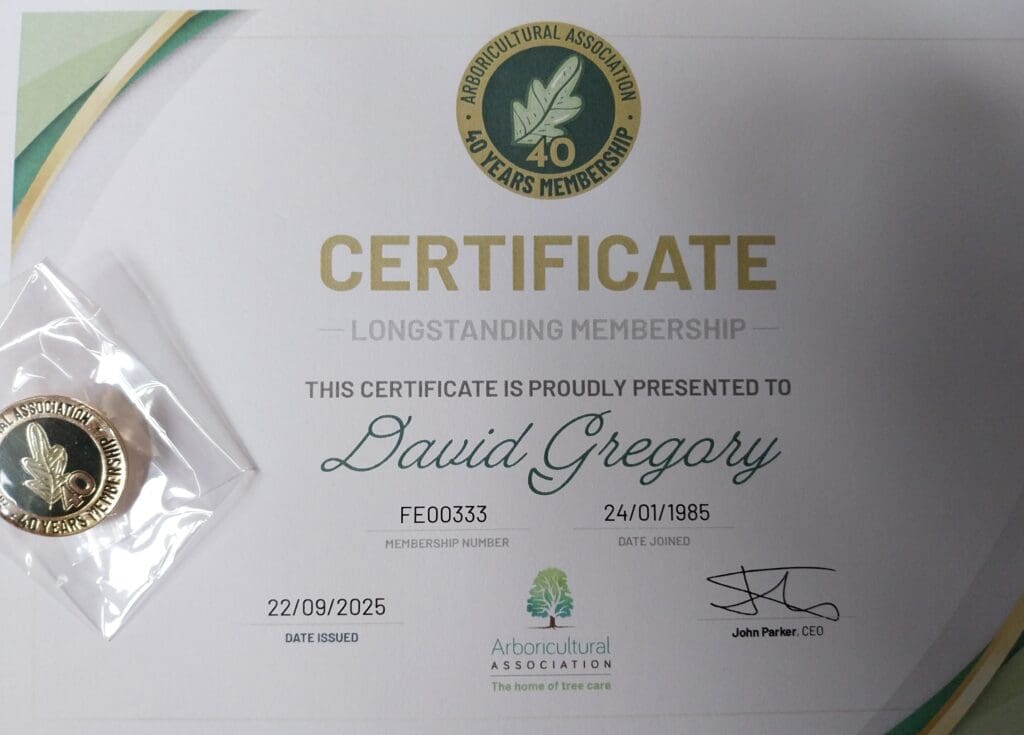 ARBORICULTURAL ASSOCIATION
40
40 YEARS MEMBERSHIP
CERTIFICATE
LONGSTANDING MEMBERSHIP
THIS CERTIFICATE IS PROUDLY PRESENTED TO
David Gregory
FE00333
24/01/1985
MEMBERSHIP NUMBER
DATE JOINED
ASSOCIATION
40
40 YEARS MEMBERSHIP
22/09/2025
DATE ISSUED
Arboricultural
ASSOCIATION
The home of tree care
John Parker, CEO